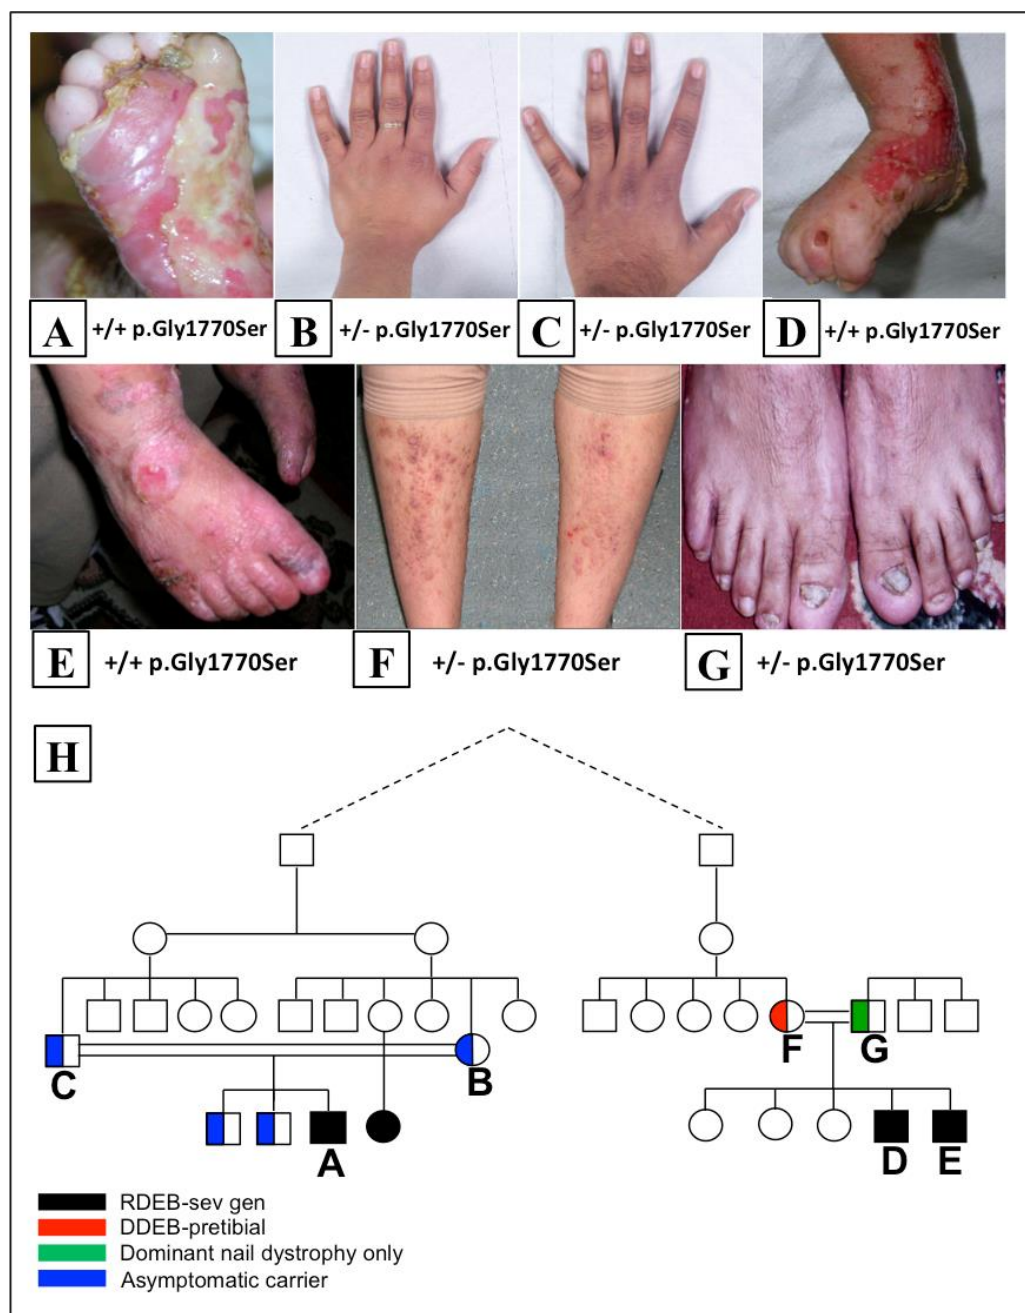 A +/+ p.Gly1770Ser B +/- p.Gly1770Ser C +/- p.Gly1770Ser D +/+ p.Gly1770Ser
E +/+ p.Gly1770Ser F +/- p.Gly1770Ser G +/- p.Gly1770Ser
H
F G
C B
A D E
RDEB-sev gen
DDEB-pretibial
Dominant nail dystrophy only
Asymptomatic carrier